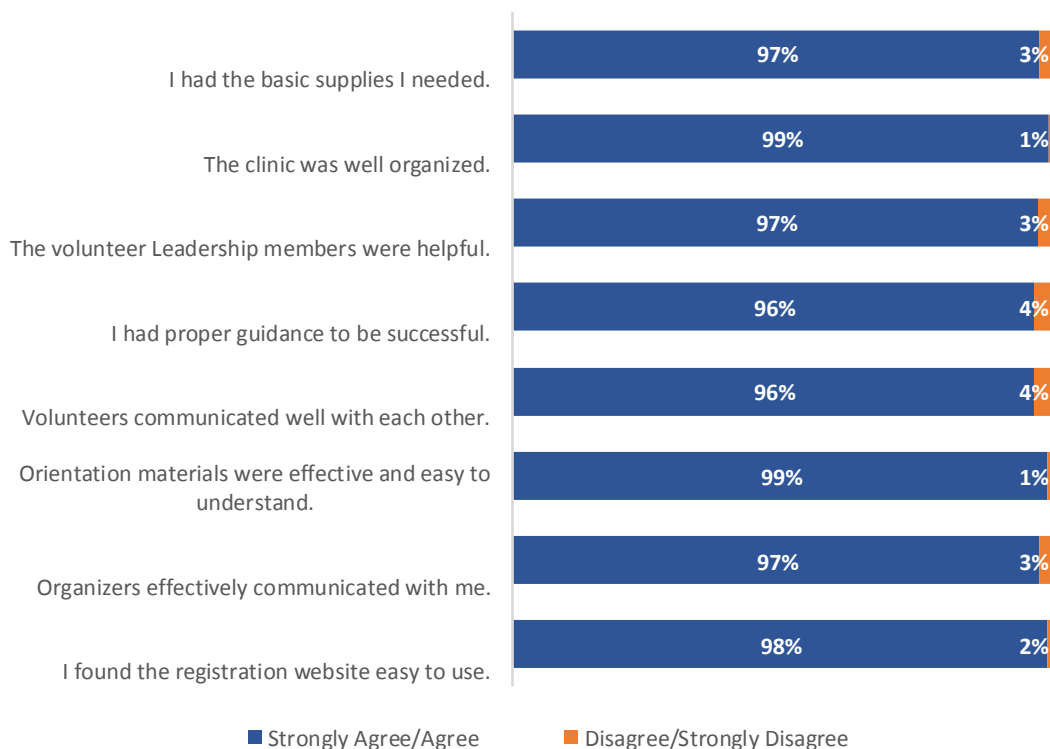 97% 3%
I had the basic supplies I needed.
99% 1%
The clinic was well organized.
97% 3%
The volunteer Leadership members were helpful.
96% 4%
I had proper guidance to be successful.
96% 4%
Volunteers communicated well with each other.
Orientation materials were effective and easy to
99% 1%
understand.
97% 3%
Organizers effectively communicated with me.
98% 2%
I found the registration website easy to use.
Strongly Agree/Agree Disagree/Strongly Disagree